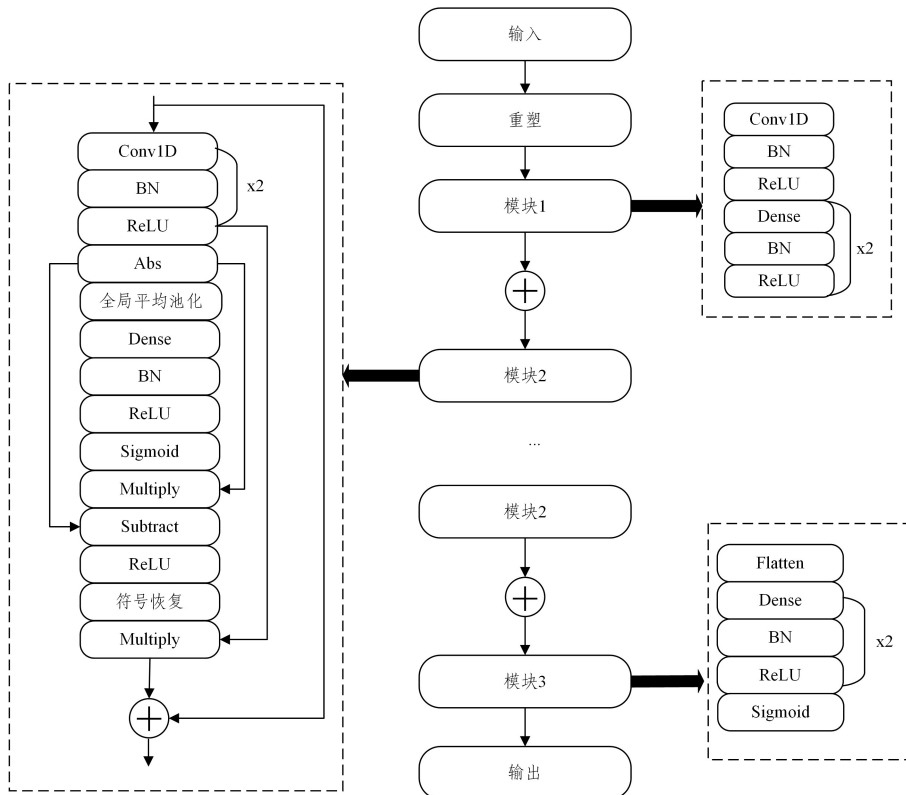 输入
重塑
模块1
模块2
...
模块2
模块3
输出
Conv1D
BN
ReLU
x2
Abs
全局平均池化
Dense
BN
ReLU
Sigmoid
Multiply
Subtract
ReLU
符号恢复
Multiply
Conv1D
BN
ReLU
Dense
BN
x2
ReLU
Flatten
Dense
BN
x2
ReLU
Sigmoid